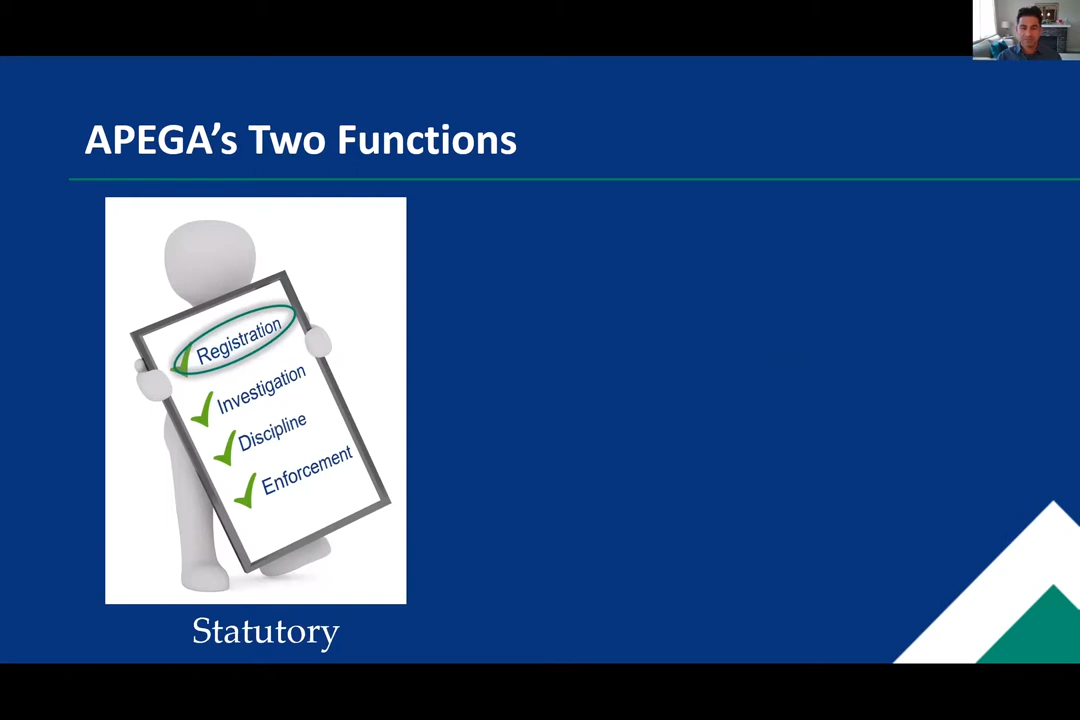 APEGA’s Two Functions
Registration
Investigation
Discipline
Enforcement
Statutory